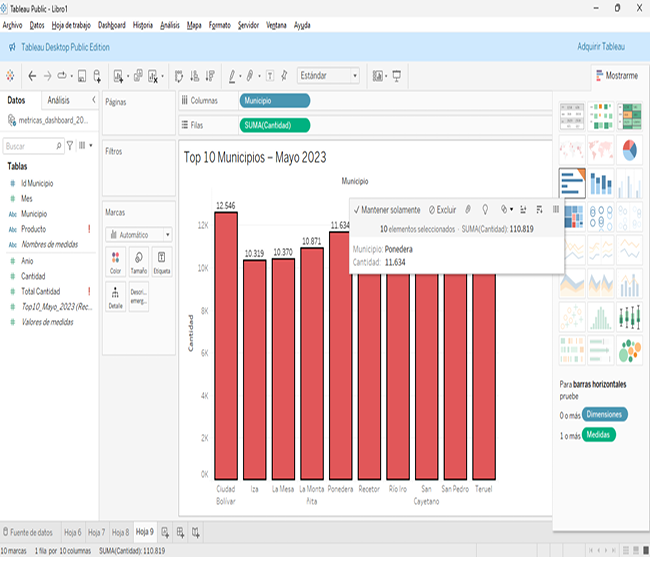 Tableau Public - Libro1
Archivo Datos Hoja de trabajo Dashboard Historia Análisis Mapa Formato Servidor Ventana Ayuda
Tableau Desktop Public Edition Adquirir Tableau
Estándar Mostrarme
Datos Análisis
metricas_dashboard_20...
Buscar
Tablas
Id Municipio
Mes
Abc Municipio
Abc Producto !
Abc Nombres de medidas
Anio
Cantidad
Total Cantidad !
Top10_Mayo_2023 (Rec...
Valores de medidas
Páginas
Filtros
Marcas
Automático
Color Tamaño Etiqueta
Detalle Descri... emerg...
Columnas Municipio
Filas SUMA(Cantidad)
Top 10 Municipios – Mayo 2023
Municipio
12.546 10.319 10.370 10.871 11.634
Mantener solamente Excluir
10 elementos seleccionados · SUMA(Cantidad): 110.819
Municipio: Ponedera
Cantidad: 11.634
Cantidad
12K
10K
8K
6K
4K
2K
0K
Ciudad Bolívar Iza La Mesa La Monta ñita Ponedera Recetor Río Iro San Cayetano San Pedro Teruel
Para barras horizontales
pruebe
0 o más Dimensiones
1 o más Medidas
Fuente de datos Hoja 6 Hoja 7 Hoja 8 Hoja 9
10 marcas 1 fila por 10 columnas SUMA(Cantidad): 110.819